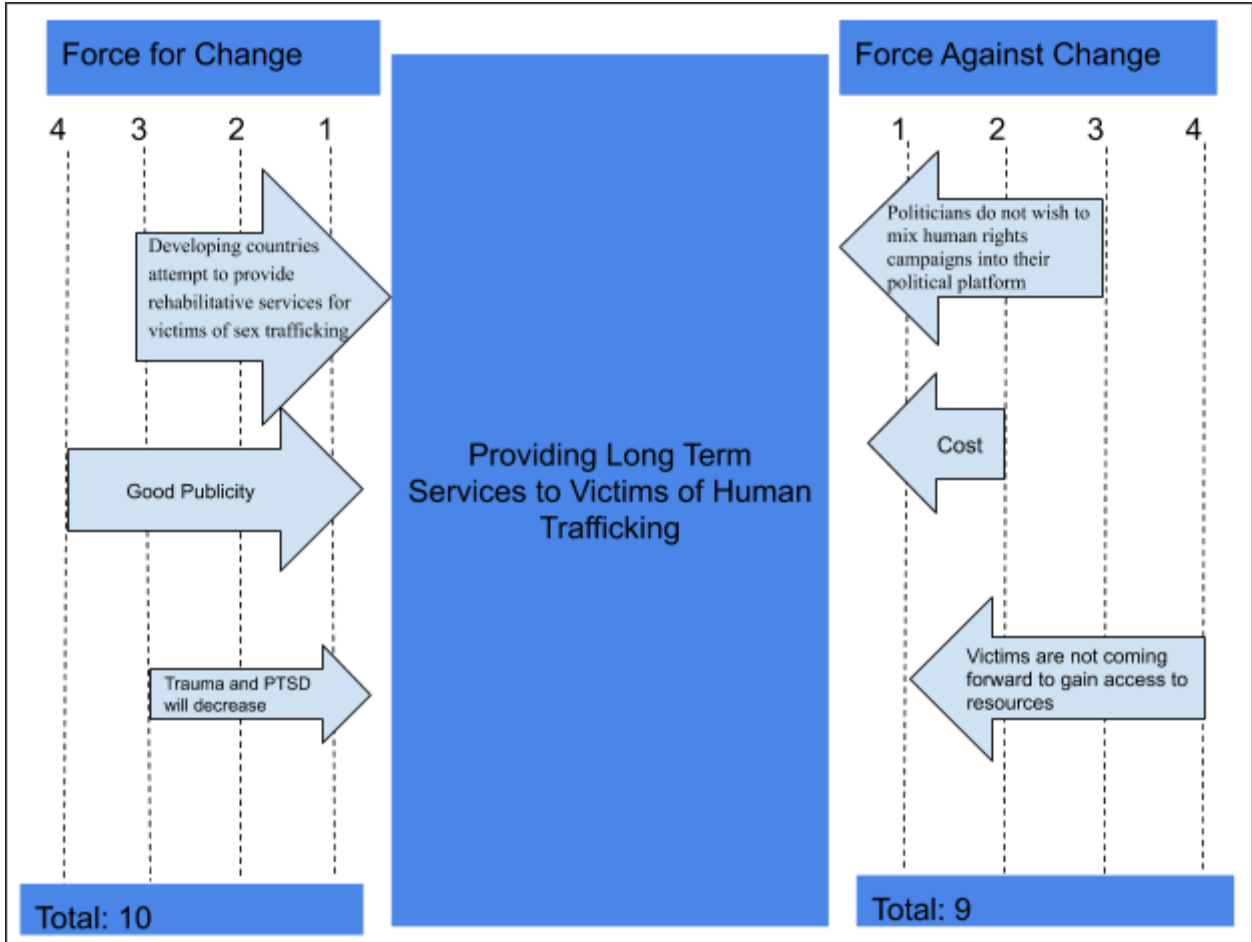 Force for Change
4 3 2 1
Developing countries
attempt to provide
rehabilitative services for
victims of sex trafficking
Good Publicity
Trauma and PTSD
will decrease
Total: 10
Providing Long Term
Services to Victims of Human
Trafficking
Force Against Change
1 2 3 4
Politicians do not wish to
mix human rights
campaigns into their
political platform
Cost
Victims are not coming
forward to gain access to
resources
Total: 9